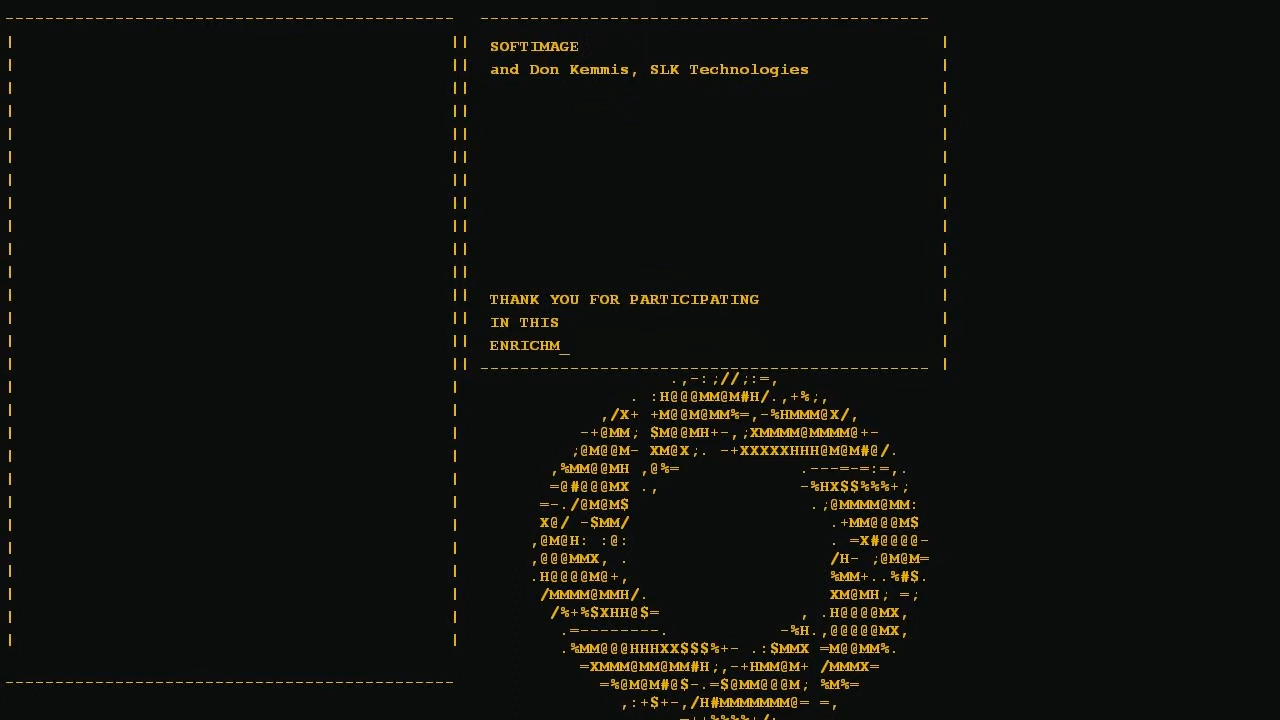 SOFTIMAGE
and Don Kemmis, SLK Technologies
THANK YOU FOR PARTICIPATING
IN THIS
ENRICHM_